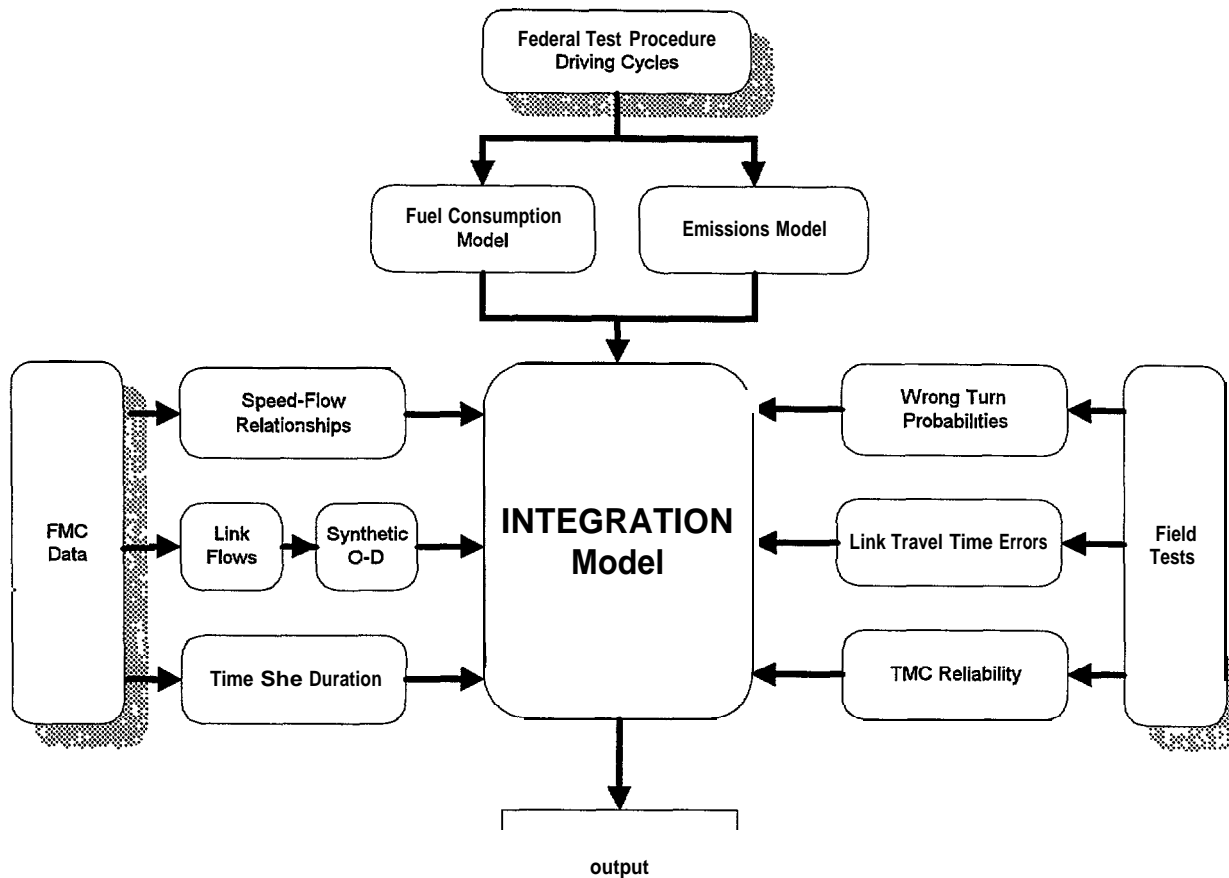 Federal Test Procedure
Driving Cycles
Fuel Consumption
Model
Emissions Model
Speed-Flow
Relationships
Wrong Turn
Probabilities
FMC
Data
Link
Flows
Synthetic
O-D
INTEGRATION
Model
Link Travel Time Errors
Field
Tests
Time She Duration
TMC Reliability
output